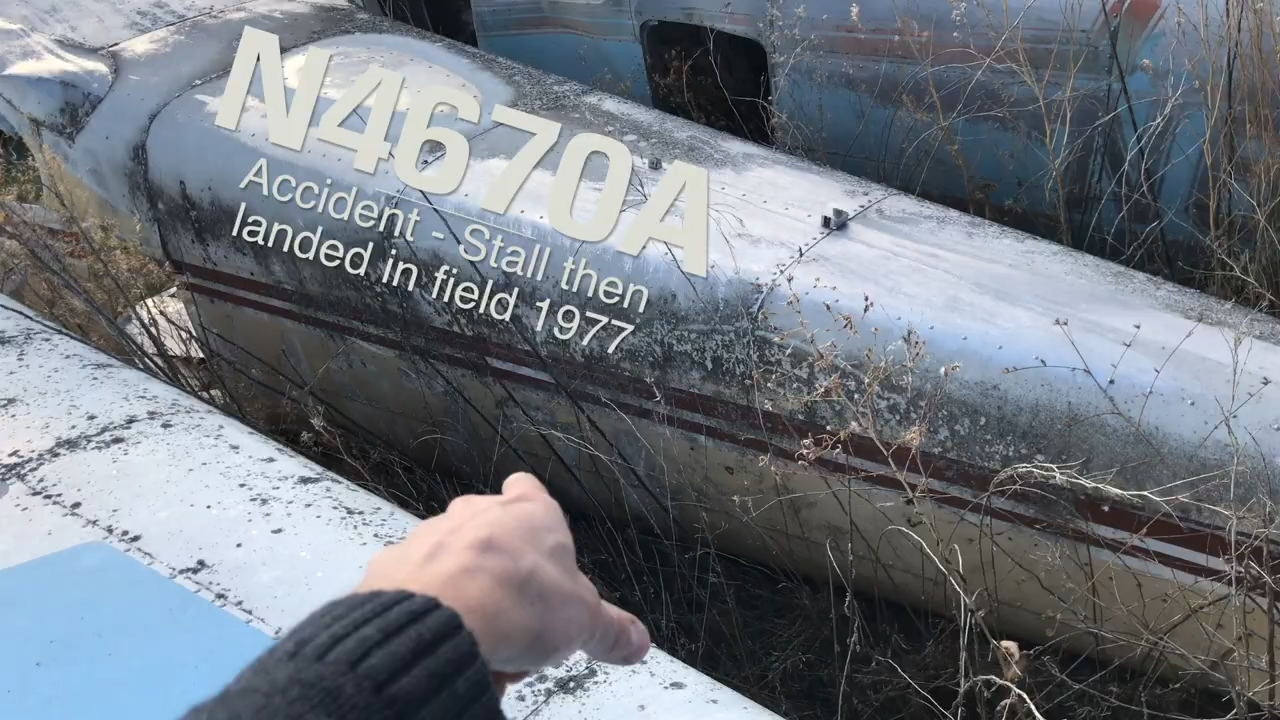 N4670A
Accident - Stall then
landed in field 1977